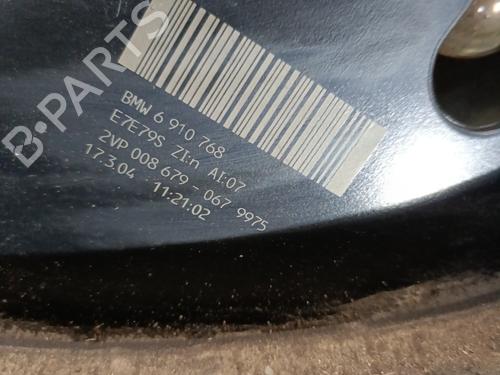 B-PARTS
BMW 6 910 768
E7E79S ZI:n AI:07
2VP 008 679 - 067 9975
17.3.04 11:21:02